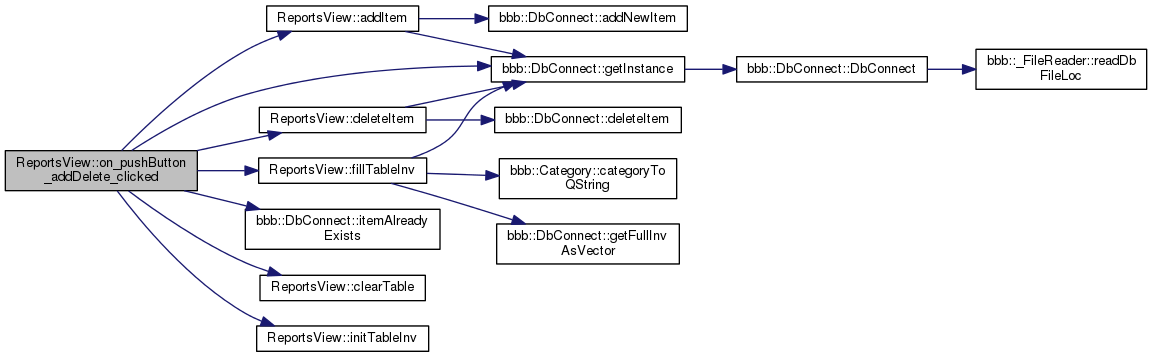 ReportsView::addItem
bbb::DbConnect::addNewItem
bbb::DbConnect::getInstance
bbb::DbConnect::DbConnect
bbb::_FileReader::readDb
FileLoc
ReportsView::deleteItem
bbb::DbConnect::deleteItem
ReportsView::on_pushButton
_addDelete_clicked
ReportsView::fillTableInv
bbb::Category::categoryTo
QString
bbb::DbConnect::itemAlready
Exists
bbb::DbConnect::getFullInv
AsVector
ReportsView::clearTable
ReportsView::initTableInv